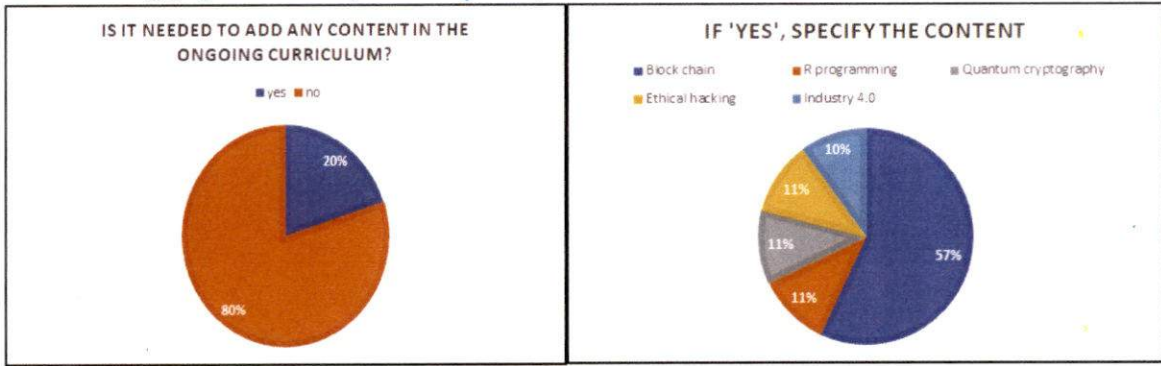 IS IT NEEDED TO ADD ANY CONTENT IN THE
ONGOING CURRICULUM?
yes no
20%
80%
IF 'YES', SPECIFY THE CONTENT
Block chain R programming Quantum cryptography
Ethical hacking Industry 4.0
10%
11%
11%
57%
11%